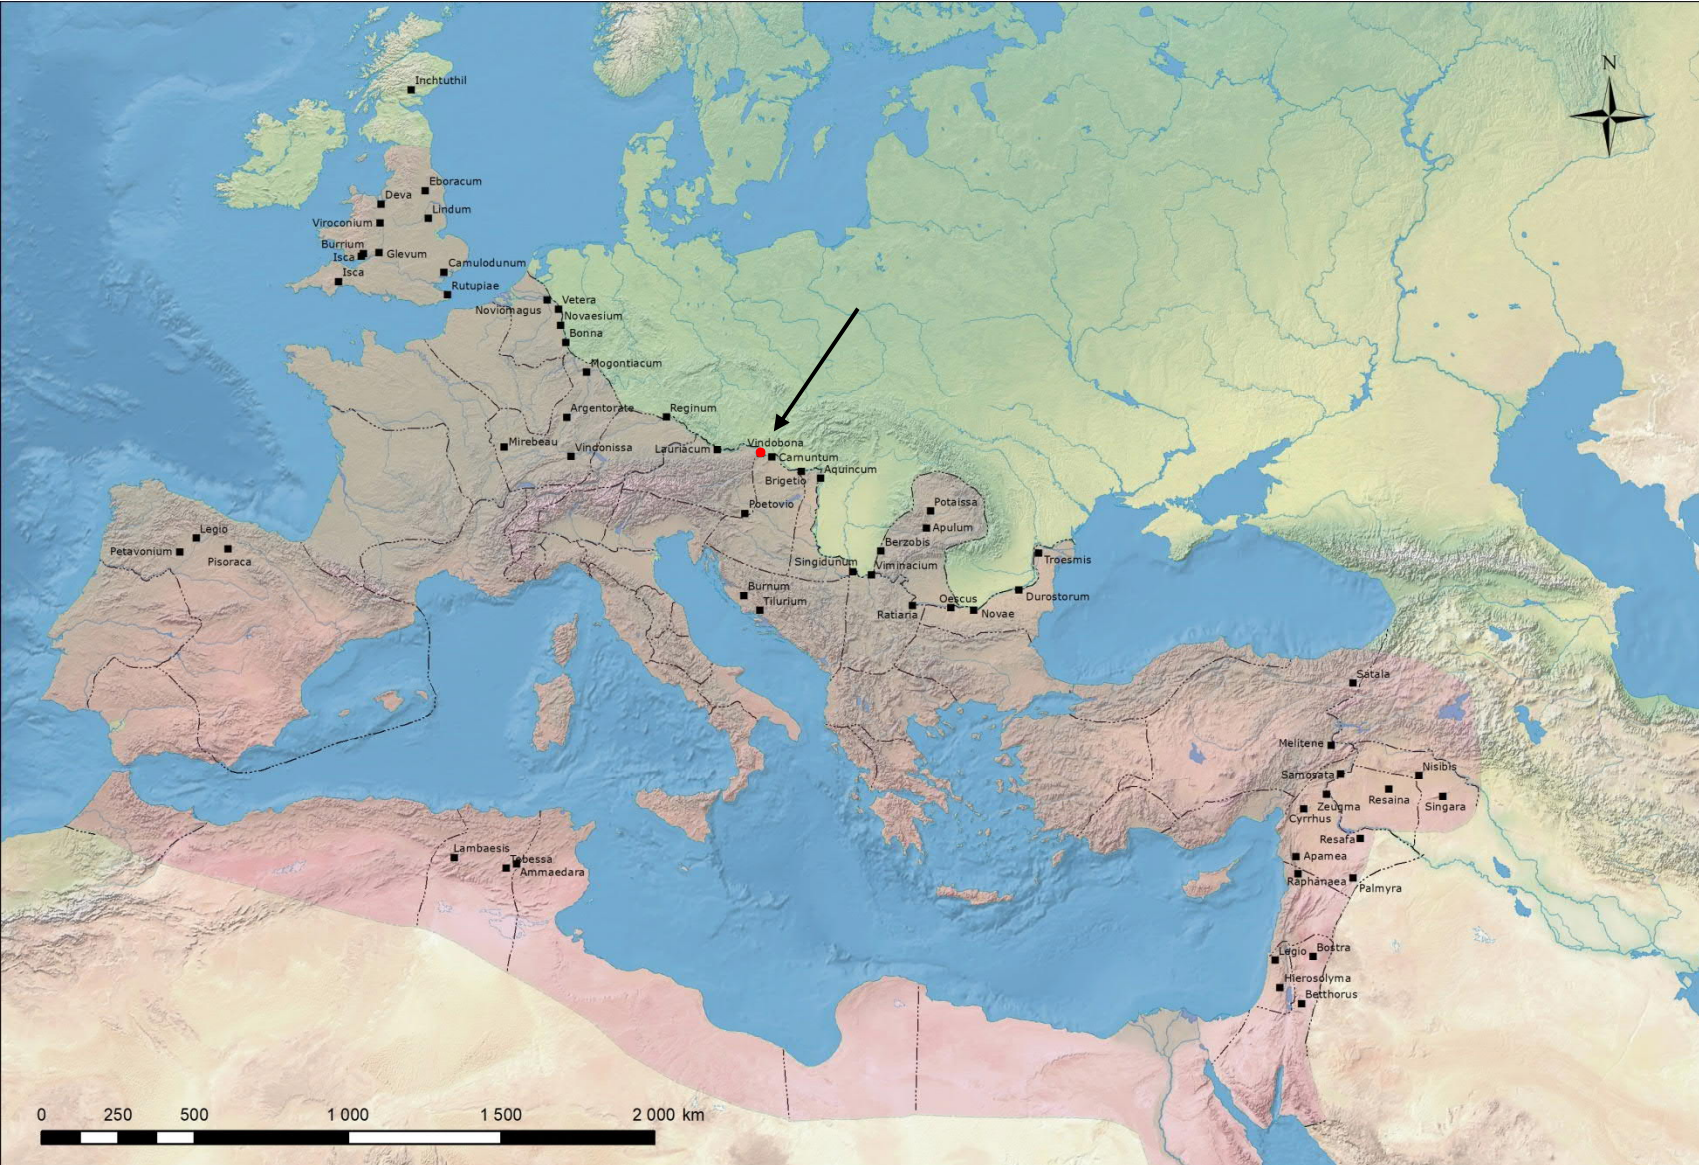 N
Inchtuthil
Eboracum
Deva
Lindum
Viroconium
Burrium
Isca
Glevum
Isca
Camulodunum
Rutupiae
Vetera
Noviomagus
Novaesium
Bonna
Mogontiacum
Argentorate
Reginum
Mirebeau
Vindonissa
Lauriacum
Vindobona
Carnuntum
Aquincum
Brigetio
Poetovio
Potaissa
Apulum
Berzobis
Legio
Petavonium
Pisoraca
Singidunum
Viminacium
Troesmis
Burnum
Tilurium
Oescus
Durostorum
Ratiaria
Novae
Satala
Melitene
Samosata
Nisibis
Zeugma
Resaina
Singara
Cyrrhus
Resafa
Lambaesis
Tebessa
Ammaedara
Apamea
Raphanaea
Palmyra
Legio
Bostra
Hierosolyma
Betthorus
0 250 500 1 000 1 500 2 000 km